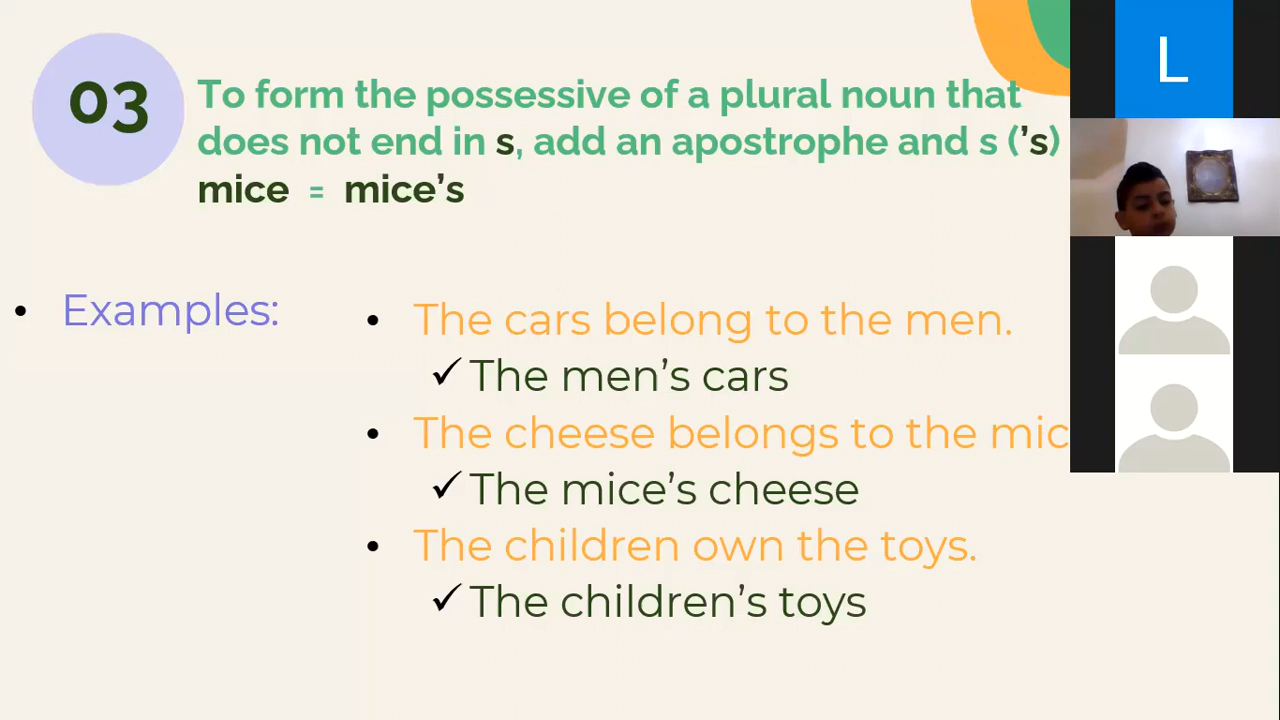 03
To form the possessive of a plural noun that
does not end in s, add an apostrophe and s (’s)
mice = mice’s
• Examples:
• The cars belong to the men.
✓ The men’s cars
• The cheese belongs to the mic
✓ The mice’s cheese
• The children own the toys.
✓ The children’s toys
L